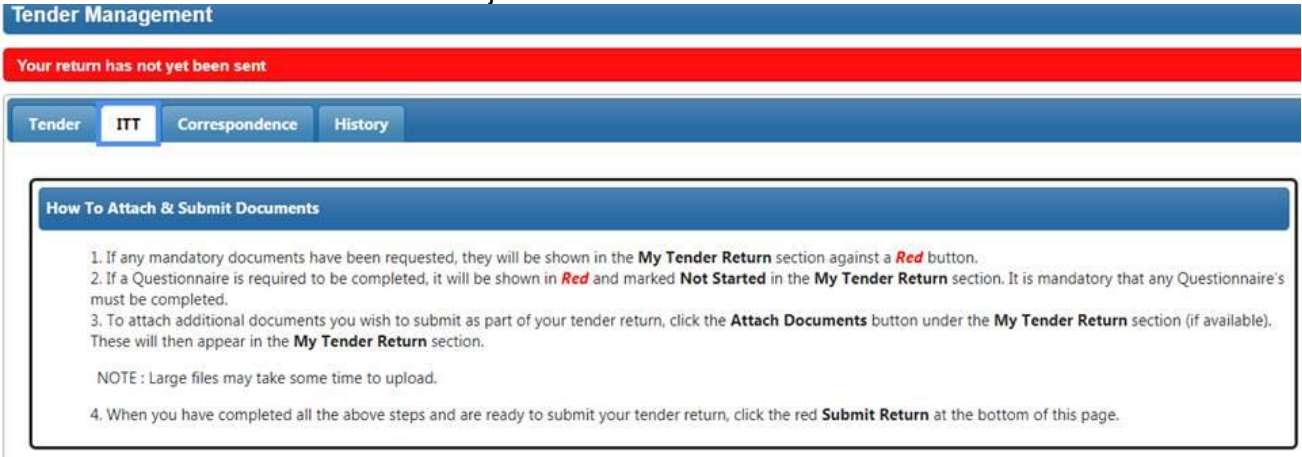 Tender Management
Your return has not yet been sent
Tender ITT Correspondence History
How To Attach & Submit Documents
1. If any mandatory documents have been requested, they will be shown in the My Tender Return section against a Red button.
2. If a Questionnaire is required to be completed, it will be shown in Red and marked Not Started in the My Tender Return section. It is mandatory that any Questionnaire's
must be completed.
3. To attach additional documents you wish to submit as part of your tender return, click the Attach Documents button under the My Tender Return section (if available).
These will then appear in the My Tender Return section.
NOTE : Large files may take some time to upload.
4. When you have completed all the above steps and are ready to submit your tender return, click the red Submit Return at the bottom of this page.